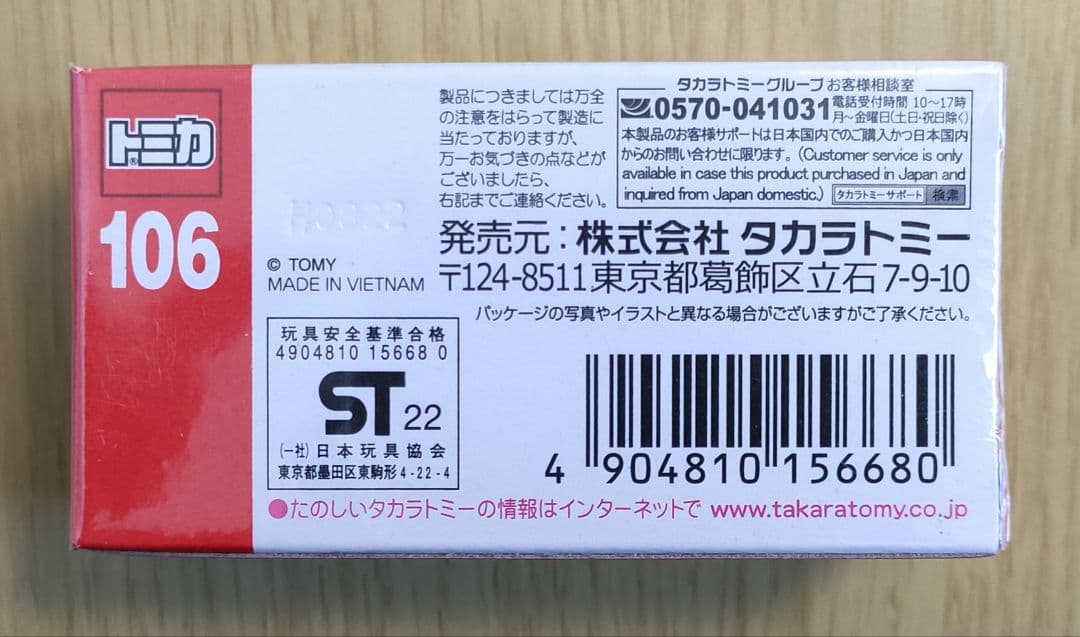 トミカ
®
106
製品につきましては万全
の注意をはらって製造に
当たっておりますが、
万一お気づきの点などが
ございましたら、
右記までご連絡ください。
タカラトミーグループお客様相談室
0570-041031 電話受付時間 10〜17時
月〜金曜日(土日・祝日除く)
本製品のお客様サポートは日本国内でのご購入かつ日本国内
からのお問い合わせに限ります。(Customer service is only
available in case this product purchased in Japan and
inquired from Japan domestic.) タカラトミーサポート 検索
© TOMY
MADE IN VIETNAM
発売元:株式会社 タカラトミー
〒124-8511 東京都葛飾区立石7-9-10
パッケージの写真やイラストと異なる場合がございますがご了承ください。
玩具安全基準合格
4904810 15668 0
ST 22
(一社)日本玩具協会
東京都墨田区東駒形4-22-4
4 904810 156680
●たのしいタカラトミーの情報はインターネットで www.takaratomy.co.jp